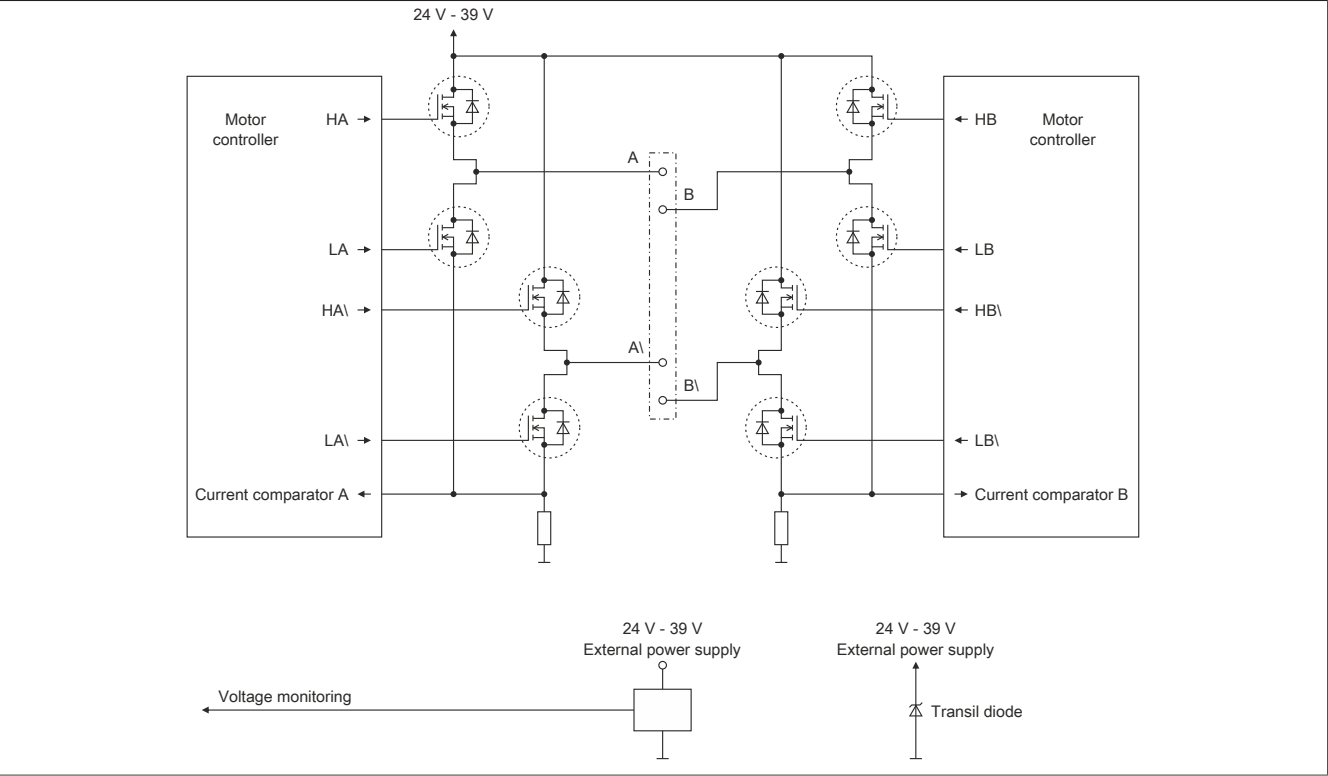 24 V - 39 V
Motor
controller
HA
A
B
HB
Motor
controller
LA
LB
HA\
HB\
A\
B\
LA\
LB\
Current comparator A
Current comparator B
24 V - 39 V
External power supply
24 V - 39 V
External power supply
Voltage monitoring
Transil diode